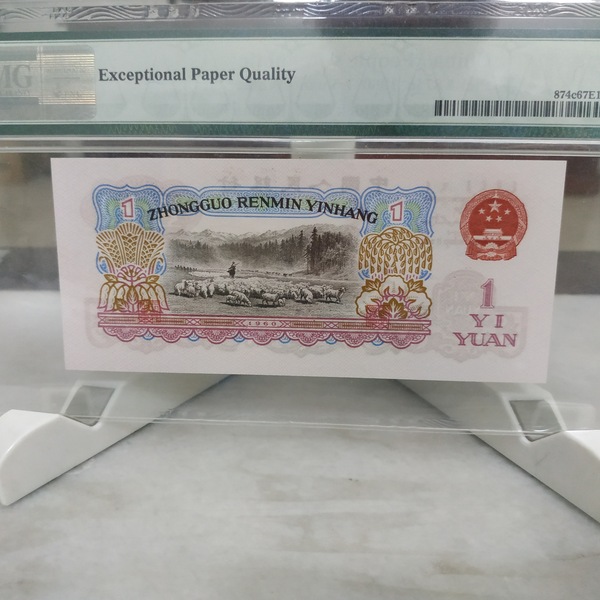 MG
Exceptional Paper Quality
874c67E1
1
ZHONGGUO RENMIN YINHANG
1
1960
1
YI
YUAN